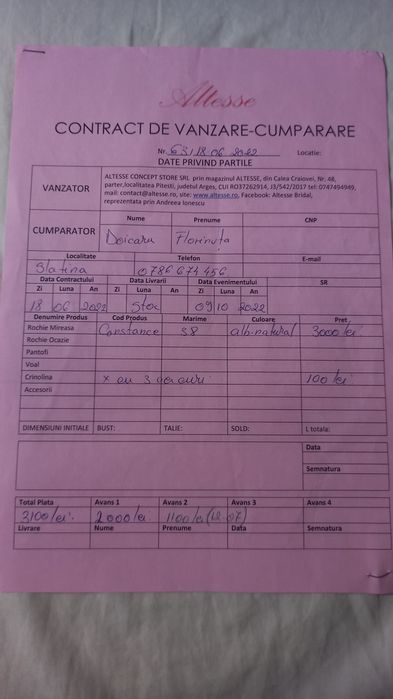 Altesse
CONTRACT DE VANZARE-CUMPARARE
Nr. 63/18 06 2022 Locatie:
DATE PRIVIND PARTILE
VANZATOR
ALTESSE CONCEPT STORE SRL prin magazinul ALTESSE, din Calea Craiovei, Nr. 48,
parter,localitatea Pitesti, judetul Arges, CUI RO37262914, J3/542/2017 tel: 0747494949,
mail: contact@altesse.ro, site: www.altesse.ro, Facebook: Altesse Bridal,
reprezentata prin Andreea Ionescu
CUMPARATOR Nume Prenume CNP
Doicaru Florinuta
Localitate Telefon E-mail
Slatina 0786 674 456
Data Contractului Data Livrarii Data Evenimentului SR
Zi Luna An Zi Luna An Zi Luna An
18 06 2022 Stoc 09 10 2022
Denumire Produs Cod Produs Marime Culoare Pret
Rochie Mireasa Constance 38 alb natural 3000 lei
Rochie Ocazie
Pantofi
Voal
Crinolina x cu 3 cercuri 100 lei
Accesorii
DIMENSIUNI INITIALE BUST: TALIE: SOLD: L totala:
Data
Semnatura
Total Plata Avans 1 Avans 2 Avans 3 Avans 4
3100 lei. 2000 lei 1100 lei (12.07)
Livrare Nume Prenume Data Semnatura